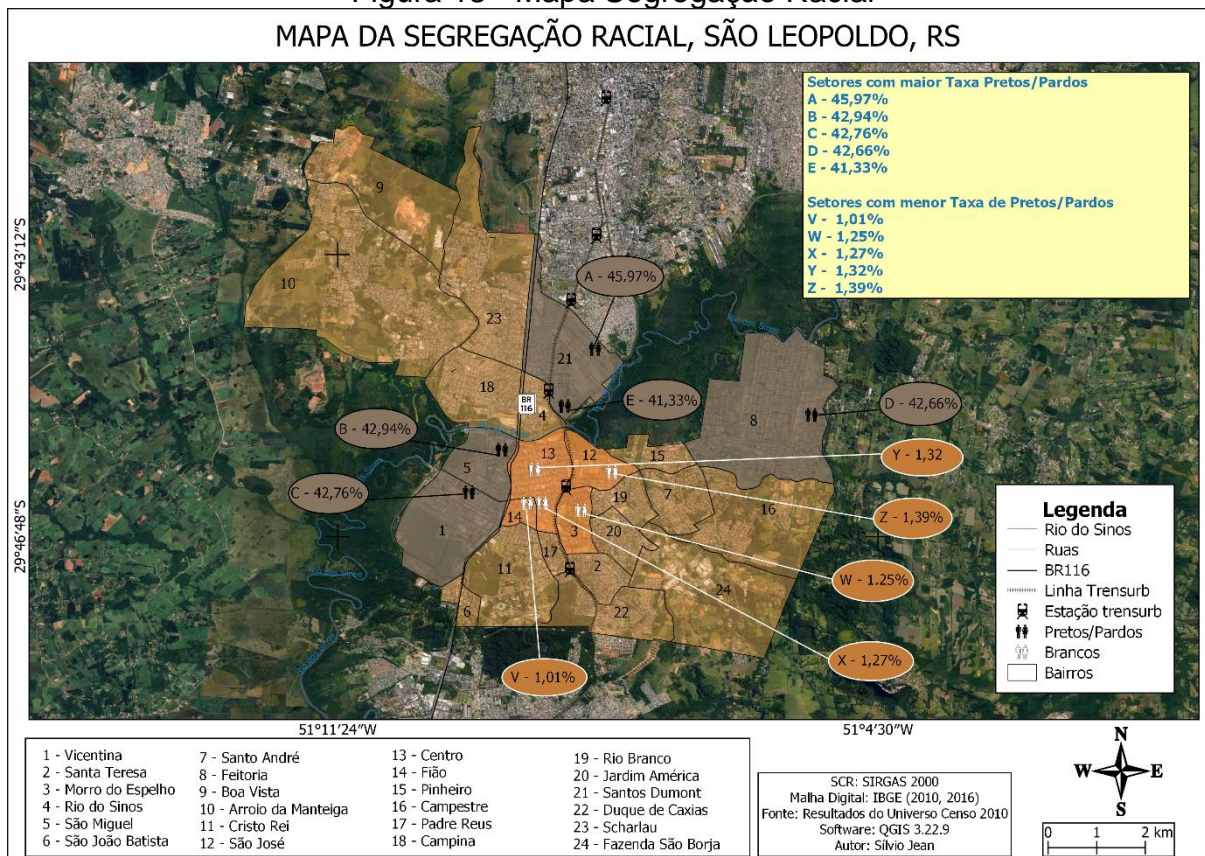 Figura 18 - Mapa Segregação Racial
MAPA DA SEGREGAÇÃO RACIAL, SÃO LEOPOLDO, RS
Setores com maior Taxa Pretos/Pardos
A - 45,97%
B - 42,94%
C - 42,76%
D - 42,66%
E - 41,33%
Setores com menor Taxa de Pretos/Pardos
V - 1,01%
W - 1,25%
X - 1,27%
Y - 1,32%
Z - 1,39%
29°43'12"S
29°46'48"S
9
10
23
A - 45,97%
21
Rio dos Sinos
Rio dos Sinos
18
BR
116
4
E - 41,33%
8
D - 42,66%
B - 42,94%
5
13
12
15
Y - 1,32
C - 42,76%
19
7
16
Z - 1,39%
1
14
3
20
17
2
11
24
W - 1.25%
6
22
X - 1,27%
V - 1,01%
Rio dos Sinos
Legenda
Rio do Sinos
Ruas
BR116
Linha Transurb
Estação trensurb
Pretos/Pardos
Brancos
Bairros
51°11'24"W
51°4'30"W
1 - Vicentina
2 - Santa Teresa
3 - Morro do Espelho
4 - Rio do Sinos
5 - São Miguel
6 - São João Batista
7 - Santo André
8 - Feitoria
9 - Boa Vista
10 - Arroio da Manteiga
11 - Cristo Rei
12 - São José
13 - Centro
14 - Fião
15 - Pinheiro
16 - Campestre
17 - Padre Reus
18 - Campina
19 - Rio Branco
20 - Jardim América
21 - Santos Dumont
22 - Duque de Caxias
23 - Scharlau
24 - Fazenda São Borja
SCR: SIRGAS 2000
Malha Digital: IBGE (2010, 2016)
Fonte: Resultados do Universo Censo 2010
Software: QGIS 3.22.9
Autor: Sílvio Jean
N
W E
S
0 1 2 km